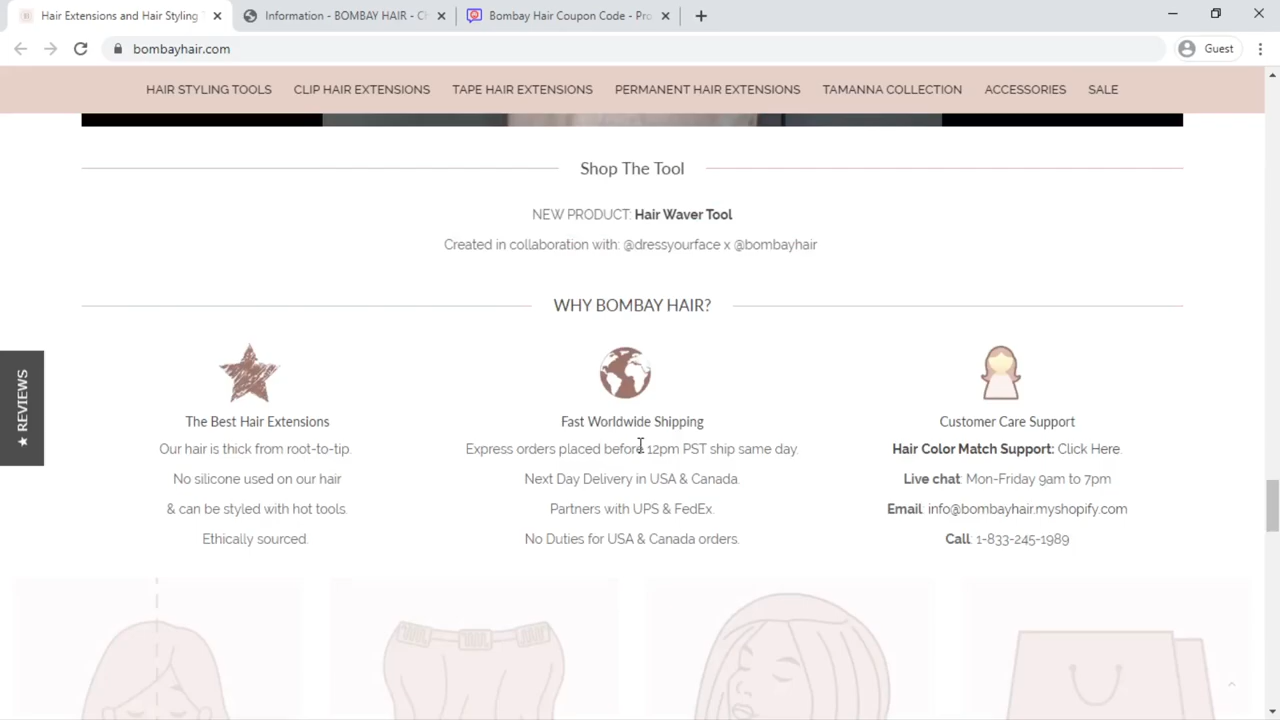 Hair Extensions and Hair Styling
Information - BOMBAY HAIR - Ch
Bombay Hair Coupon Code - Pro
bombayhair.com
Guest
HAIR STYLING TOOLS
CLIP HAIR EXTENSIONS
TAPE HAIR EXTENSIONS
PERMANENT HAIR EXTENSIONS
TAMANNA COLLECTION
ACCESSORIES
SALE
Shop The Tool
NEW PRODUCT: Hair Waver Tool
Created in collaboration with: @dressyourface x @bombayhair
WHY BOMBAY HAIR?
★ REVIEWS
The Best Hair Extensions
Our hair is thick from root-to-tip.
No silicone used on our hair
& can be styled with hot tools.
Ethically sourced.
Fast Worldwide Shipping
Express orders placed before 12pm PST ship same day.
Next Day Delivery in USA & Canada.
Partners with UPS & FedEx.
No Duties for USA & Canada orders.
Customer Care Support
Hair Color Match Support: Click Here.
Live chat: Mon-Friday 9am to 7pm
Email: info@bombayhair.myshopify.com
Call: 1-833-245-1989